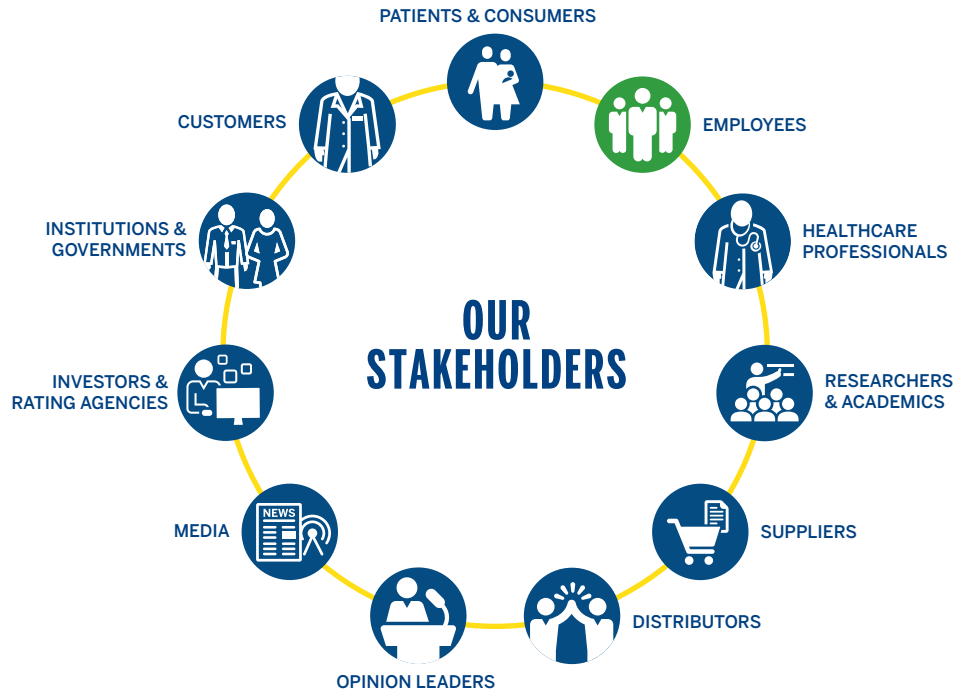 PATIENTS & CONSUMERS
EMPLOYEES
HEALTHCARE
PROFESSIONALS
RESEARCHERS
& ACADEMICS
SUPPLIERS
DISTRIBUTORS
OPINION LEADERS
MEDIA
NEWS
INVESTORS &
RATING AGENCIES
INSTITUTIONS &
GOVERNMENTS
CUSTOMERS
OUR
STAKEHOLDERS